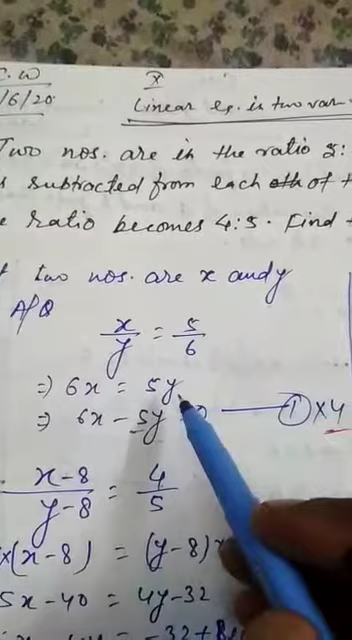 C.W X
/6/20 Linear eq. in two var
Two nos. are in the ratio 5:
subtracted from each of
ratio becomes 4:5. Find
two nos. are x and y
A/Q
x/y = 5/6
⇒ 6x = 5y
⇒ 6x - 5y ① ×4
x-8/y-8 = 4/5
(x-8) = (y-8)
5x-40 = 4y-32
= -32+